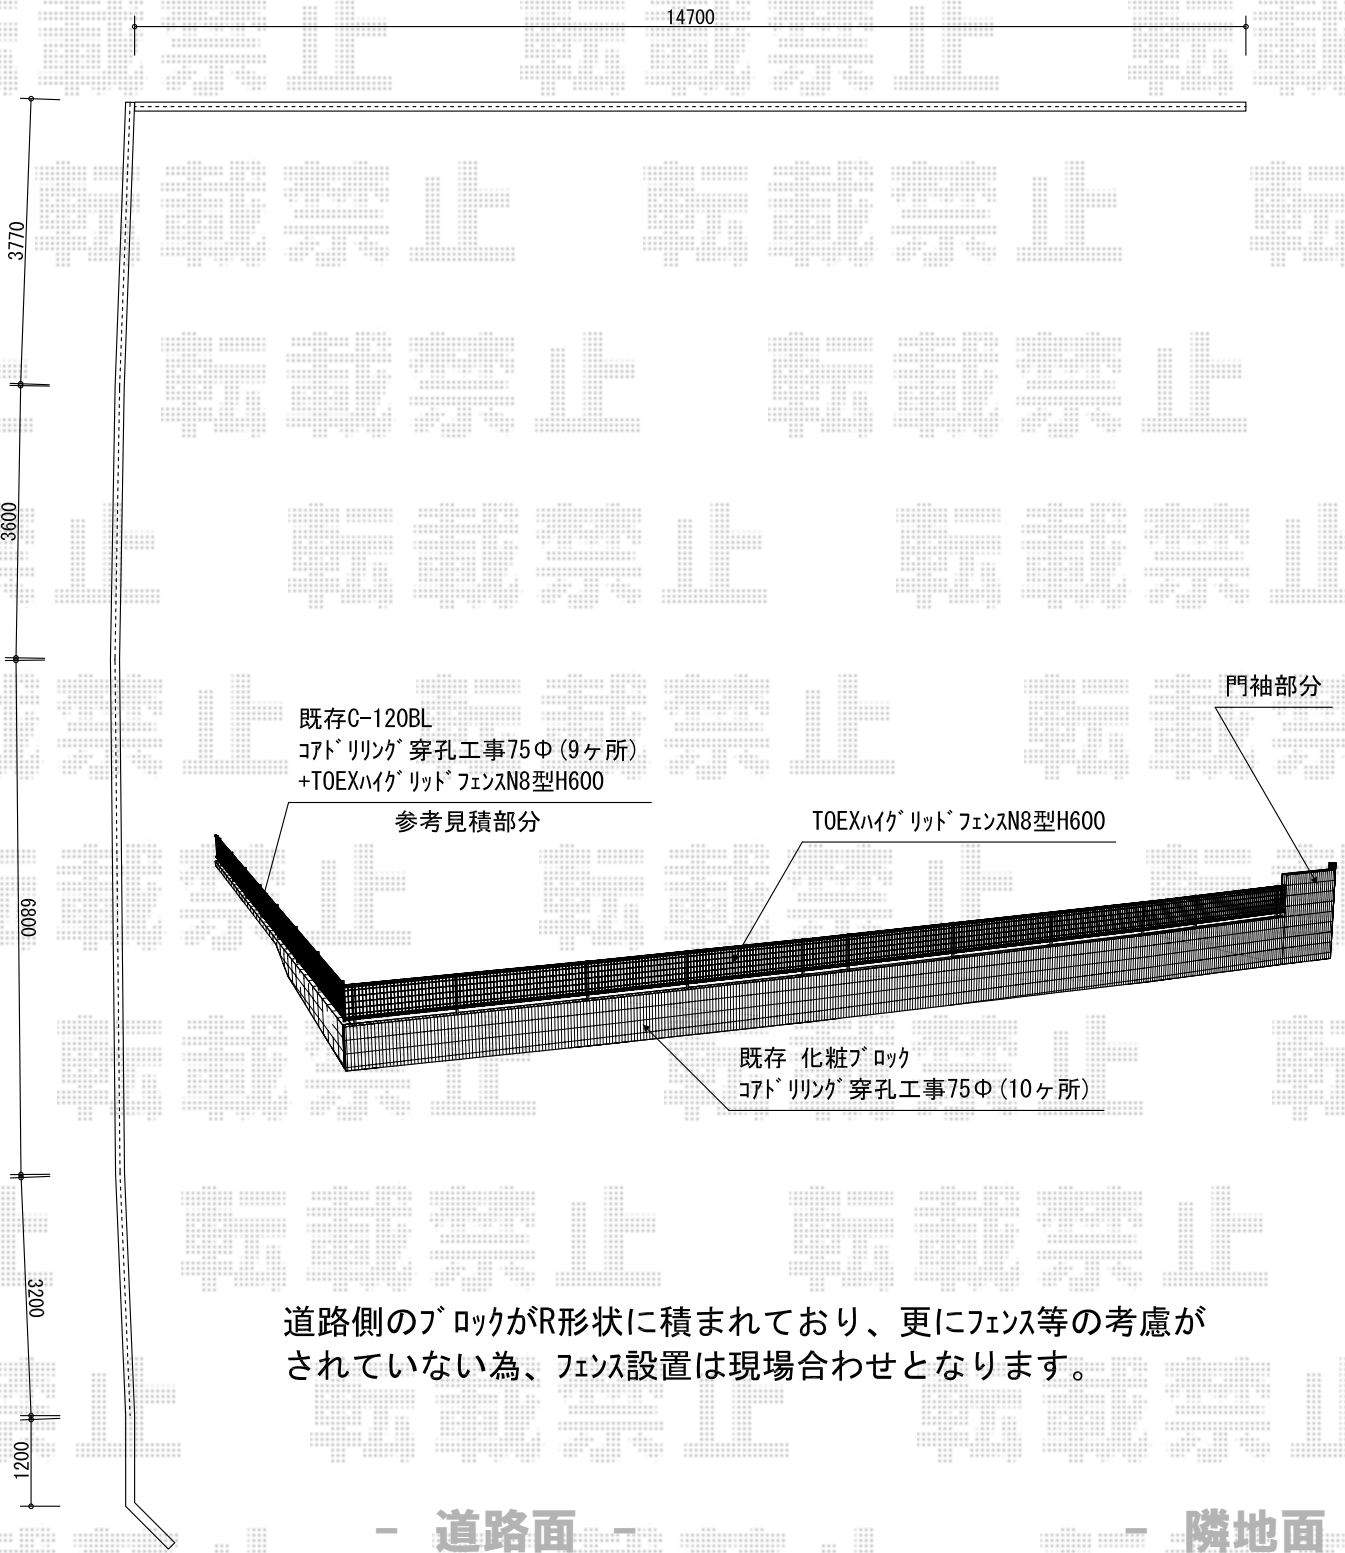 14700
3770
3600
6800
3200
1200
既存C-120BL
コアドリリング穿孔工事75Φ(9ヶ所)
+TOEXハイグリッドフェンスN8型H600
参考見積部分
門袖部分
TOEXハイグリッドフェンスN8型H600
既存 化粧ブロック
コアドリリング穿孔工事75Φ(10ヶ所)
道路側のブロックがR形状に積まれており、更にフェンス等の考慮が
されていない為、フェンス設置は現場合わせとなります。
- 道路面 -
- 隣地面
転載禁止